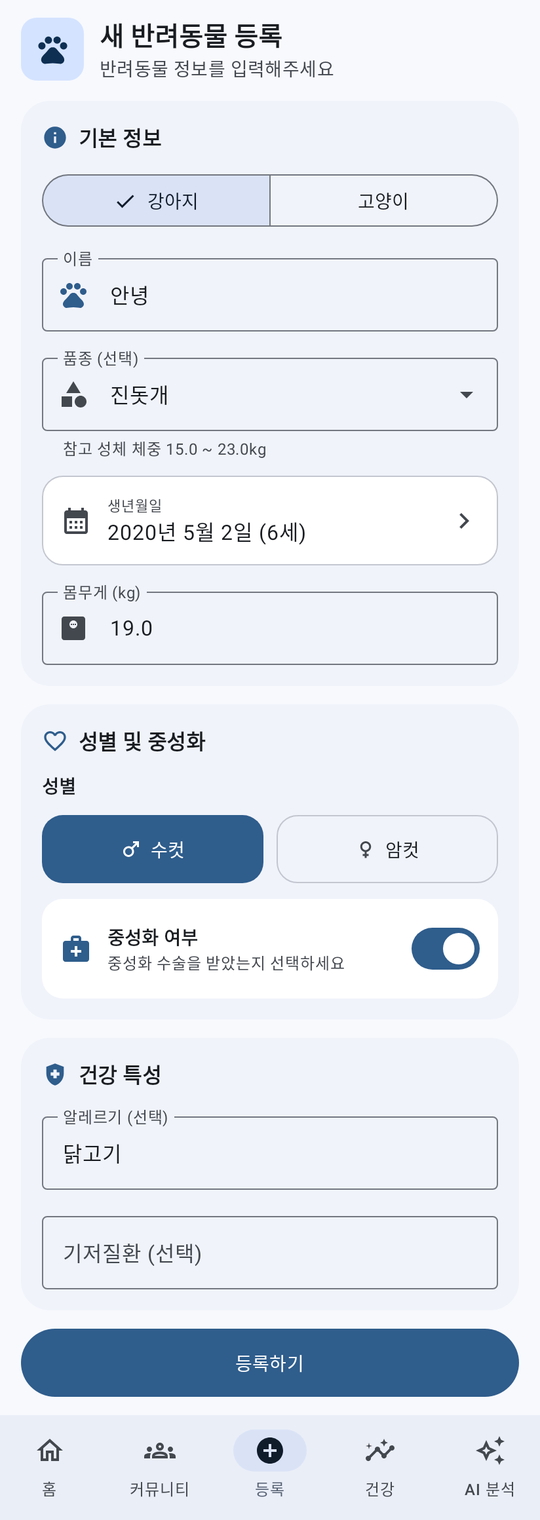 새 반려동물 등록
반려동물 정보를 입력해주세요
기본 정보
강아지
고양이
이름
안녕
품종 (선택)
진돗개
참고 성체 체중 15.0 ~ 23.0kg
생년월일
2020년 5월 2일 (6세)
몸무게 (kg)
19.0
성별 및 중성화
성별
수컷
암컷
중성화 여부
중성화 수술을 받았는지 선택하세요
건강 특성
알레르기 (선택)
닭고기
기저질환 (선택)
등록하기
홈
커뮤니티
등록
건강
AI 분석